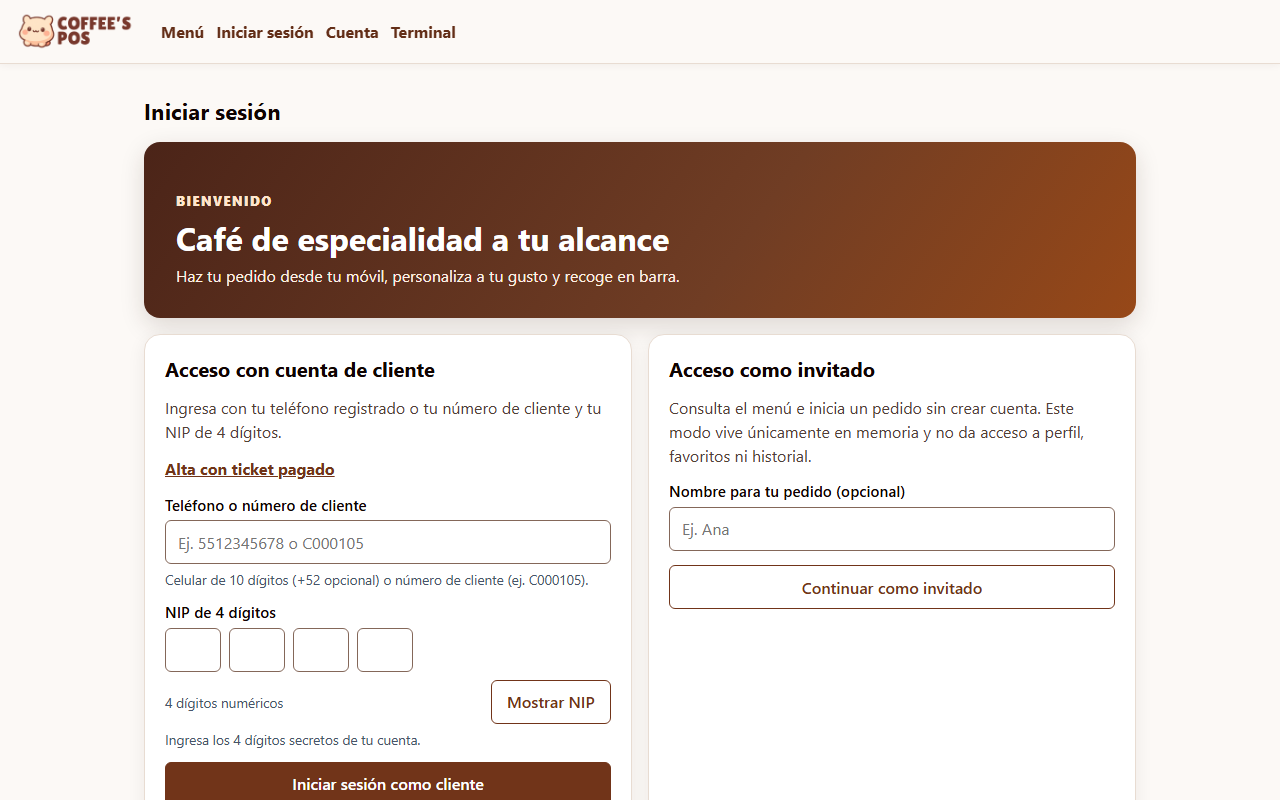 COFFEE'S
POS
Menú Iniciar sesión Cuenta Terminal
Iniciar sesión
BIENVENIDO
Café de especialidad a tu alcance
Haz tu pedido desde tu móvil, personaliza a tu gusto y recoge en barra.
Acceso con cuenta de cliente
Ingresa con tu teléfono registrado o tu número de cliente y tu
NIP de 4 dígitos.
Alta con ticket pagado
Teléfono o número de cliente
Ej. 5512345678 o C000105
Celular de 10 dígitos (+52 opcional) o número de cliente (ej. C000105).
NIP de 4 dígitos
4 dígitos numéricos
Mostrar NIP
Ingresa los 4 dígitos secretos de tu cuenta.
Iniciar sesión como cliente
Acceso como invitado
Consulta el menú e inicia un pedido sin crear cuenta. Este
modo vive únicamente en memoria y no da acceso a perfil,
favoritos ni historial.
Nombre para tu pedido (opcional)
Ej. Ana
Continuar como invitado